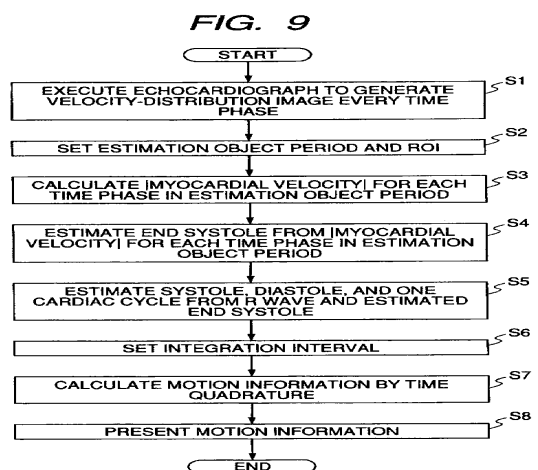 FIG. 9
START
EXECUTE ECHOCARDIOGRAPH TO GENERATE
VELOCITY-DISTRIBUTION IMAGE EVERY TIME
PHASE
S1
SET ESTIMATION OBJECT PERIOD AND ROI
S2
CALCULATE |MYOCARDIAL VELOCITY| FOR EACH
TIME PHASE IN ESTIMATION OBJECT PERIOD
S3
ESTIMATE END SYSTOLE FROM |MYOCARDIAL
VELOCITY| FOR EACH TIME PHASE IN ESTIMATION
OBJECT PERIOD
S4
ESTIMATE SYSTOLE, DIASTOLE, AND ONE
CARDIAC CYCLE FROM R WAVE AND ESTIMATED
END SYSTOLE
S5
SET INTEGRATION INTERVAL
S6
CALCULATE MOTION INFORMATION BY TIME
QUADRATURE
S7
PRESENT MOTION INFORMATION
S8
END